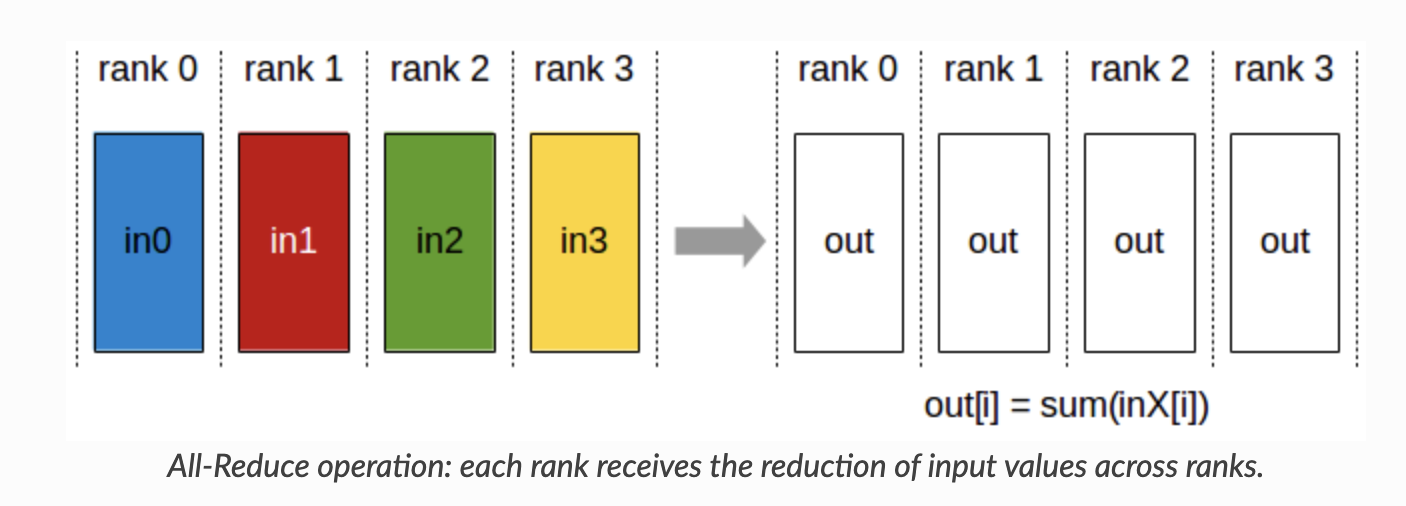 rank 0 rank 1 rank 2 rank 3 rank 0 rank 1 rank 2 rank 3
in0 in1 in2 in3 out out out out
out[i] = sum(inX[i])
All-Reduce operation: each rank receives the reduction of input values across ranks.